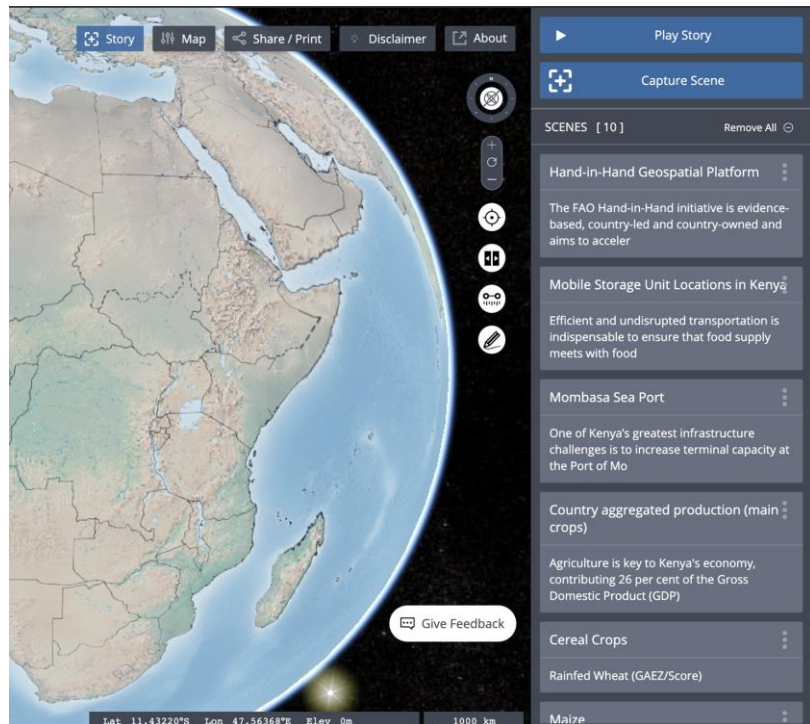 Story
Map
Share / Print
Disclaimer
About
N
Give Feedback
Lat 11.43220°S Lon 47.56368°E Elev 0m
1000 km
Play Story
Capture Scene
SCENES [ 10 ]
Remove All
Hand-in-Hand Geospatial Platform
The FAO Hand-in-Hand initiative is evidence-
based, country-led and country-owned and
aims to acceler
Mobile Storage Unit Locations in Kenya
Efficient and undisrupted transportation is
indispensable to ensure that food supply
meets with food
Mombasa Sea Port
One of Kenya's greatest infrastructure
challenges is to increase terminal capacity at
the Port of Mo
Country aggregated production (main
crops)
Agriculture is key to Kenya's economy,
contributing 26 per cent of the Gross
Domestic Product (GDP)
Cereal Crops
Rainfed Wheat (GAEZ/Score)
Maize